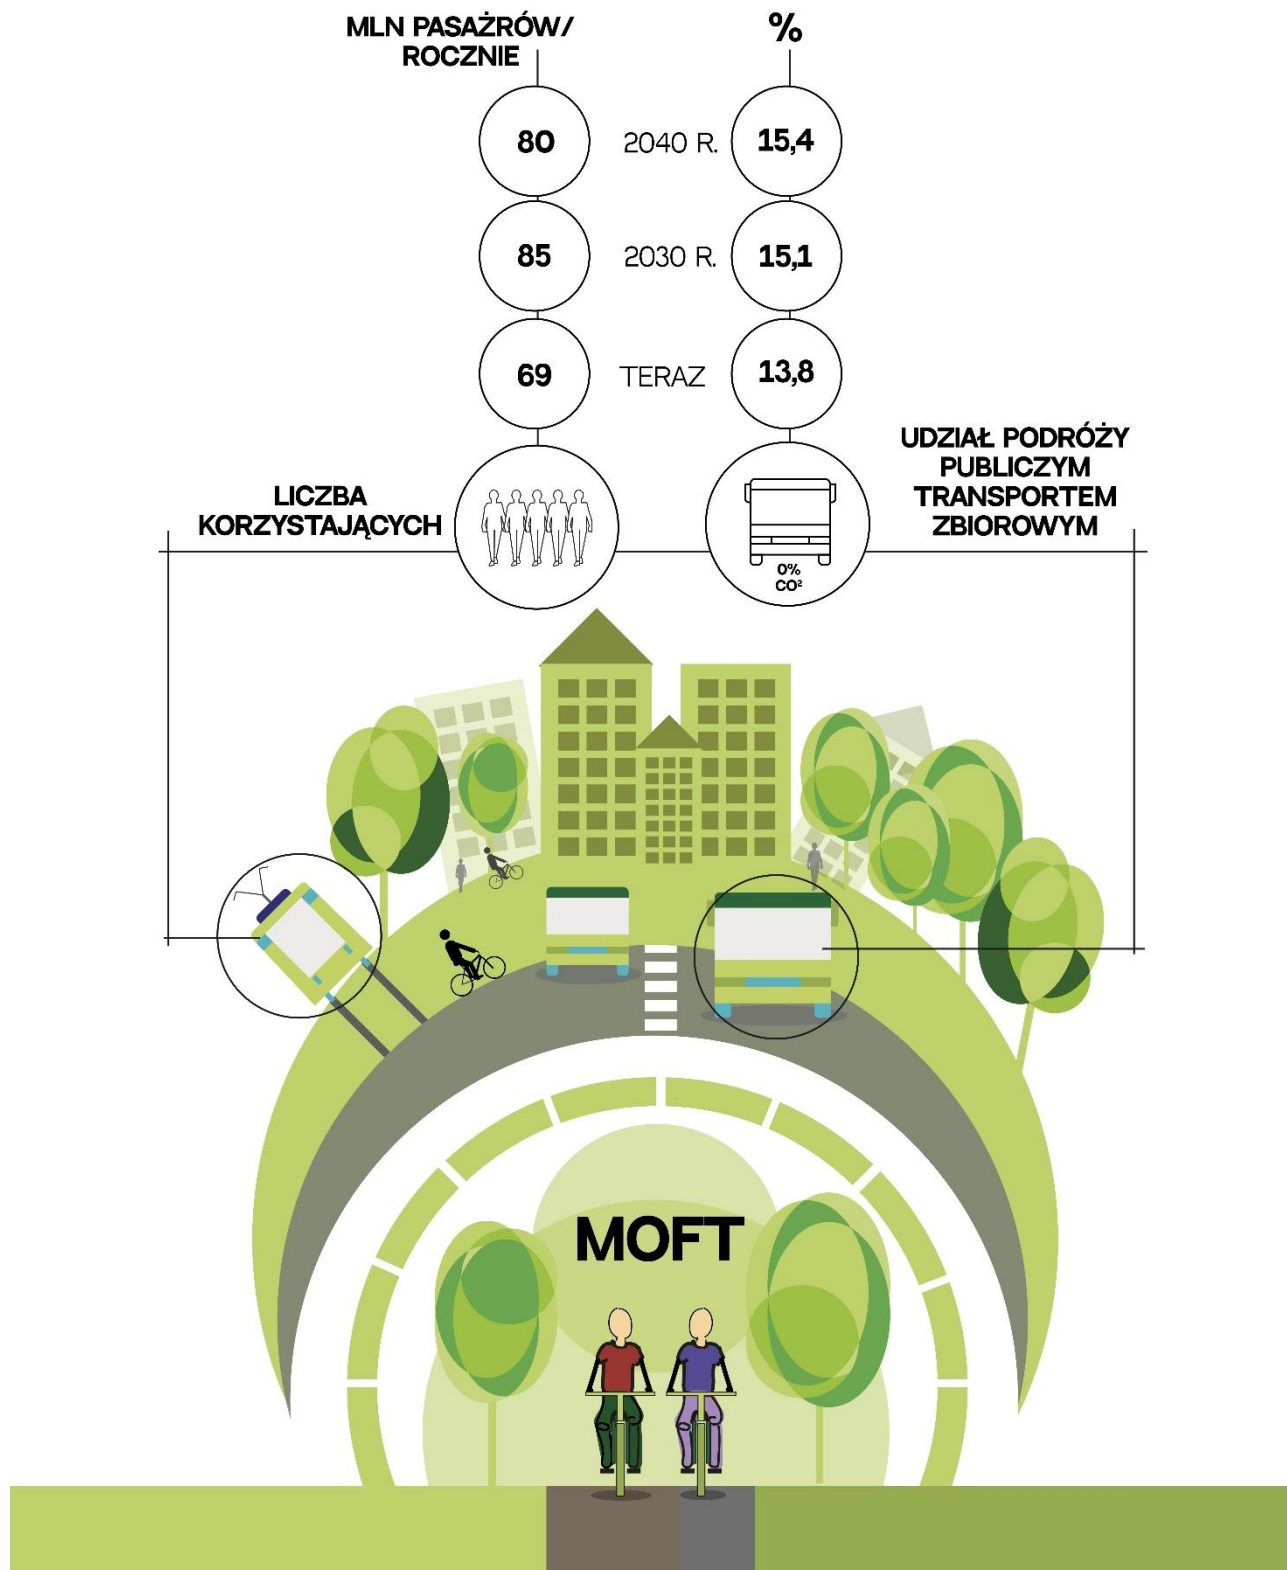 MLN PASAŻRÓW/
ROCZNIE
%
80
2040 R.
15,4
85
2030 R.
15,1
69
TERAZ
13,8
LICZBA
KORZYSTAJĄCYCH
UDZIAŁ PODRÓŻY
PUBLICZYM
TRANSPORTEM
ZBIOROWYM
0%
CO²
MOFT